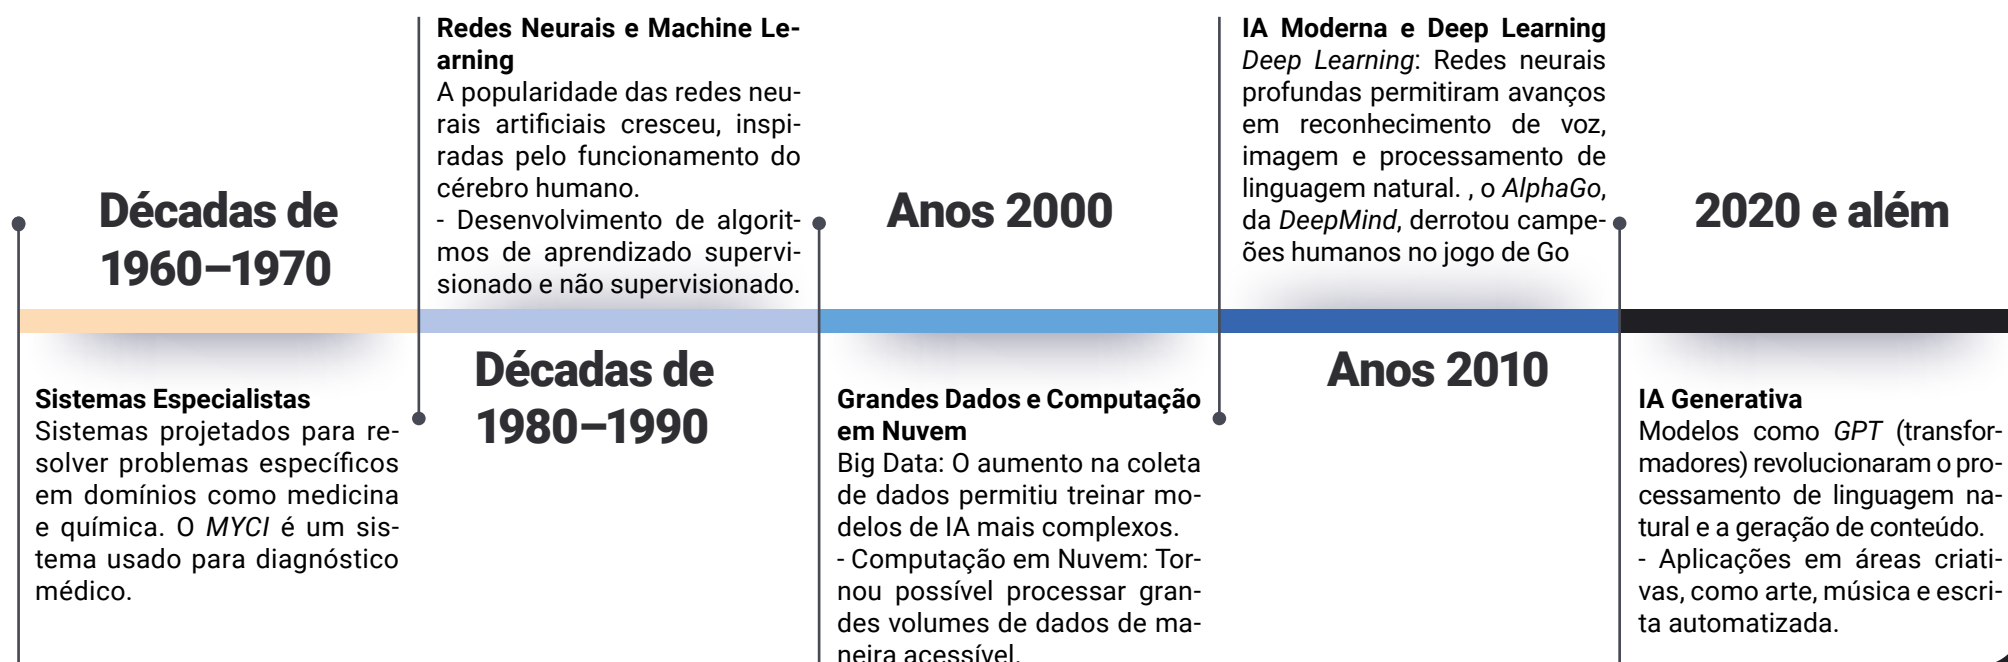 Décadas de
1960–1970
Sistemas Especialistas
Sistemas projetados para re-
solver problemas específicos
em domínios como medicina
e química. O MYCI é um sis-
tema usado para diagnóstico
médico.
Redes Neurais e Machine Le-
arning
A popularidade das redes neu-
rais artificiais cresceu, inspi-
radas pelo funcionamento do
cérebro humano.
- Desenvolvimento de algorit-
mos de aprendizado supervi-
sionado e não supervisionado.
Décadas de
1980–1990
Anos 2000
Grandes Dados e Computação
em Nuvem
Big Data: O aumento na coleta
de dados permitiu treinar mo-
delos de IA mais complexos.
- Computação em Nuvem: Tor-
nou possível processar gran-
des volumes de dados de ma-
neira acessível.
IA Moderna e Deep Learning
Deep Learning: Redes neurais
profundas permitiram avanços
em reconhecimento de voz,
imagem e processamento de
linguagem natural. , o AlphaGo,
da DeepMind, derrotou campe-
ões humanos no jogo de Go
Anos 2010
2020 e além
IA Generativa
Modelos como GPT (transfor-
madores) revolucionaram o pro-
cessamento de linguagem na-
tural e a geração de conteúdo.
- Aplicações em áreas criati-
vas, como arte, música e escri-
ta automatizada.